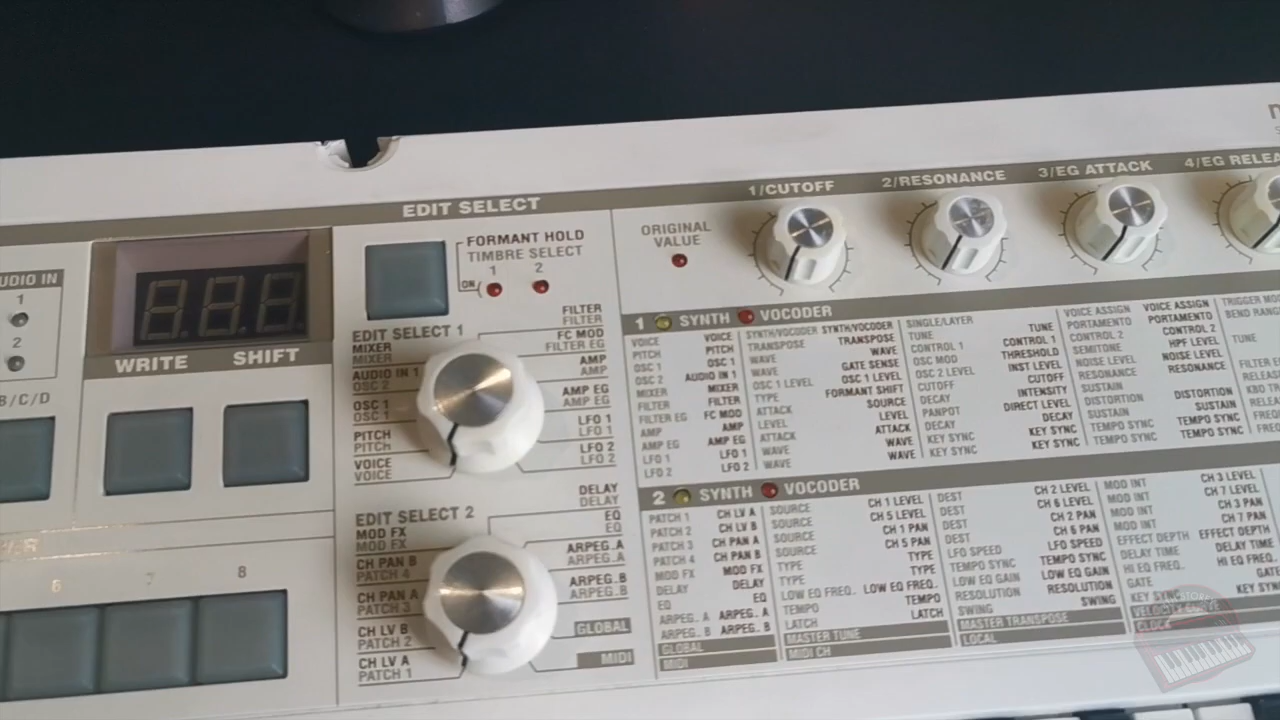 EDIT SELECT
1/CUTOFF
2/RESONANCE
3/EG ATTACK
4/EG RELEA
UDIO IN
1
2
B/C/D
WRITE SHIFT
6 7 8
FORMANT HOLD
TIMBRE SELECT
1 2
ON
ORIGINAL
VALUE
EDIT SELECT 1
MIXER
MIXER
AUDIO IN 1
OSC 2
OSC 1
OSC 1
PITCH
PITCH
VOICE
VOICE
FILTER
FILTER
FC MOD
FILTER EG
AMP
AMP
AMP EG
AMP EG
LFO 1
LFO 1
LFO 2
LFO 2
EDIT SELECT 2
MOD FX
MOD FX
CH PAN B
PATCH 4
CH PAN A
PATCH 3
CH LV B
PATCH 2
CH LV A
PATCH 1
DELAY
DELAY
EQ
EQ
ARPEG.A
ARPEG.A
ARPEG.B
ARPEG.B
GLOBAL
MIDI
1 SYNTH VOCODER
VOICE VOICE
PITCH PITCH
OSC 1 OSC 1
OSC 2 AUDIO IN 1
MIXER MIXER
FILTER FILTER
FILTER EG FC MOD
AMP AMP
AMP EG AMP EG
LFO 1 LFO 1
LFO 2 LFO 2
SYNTH/VOCODER SYNTH/VOCODER
TRANSPOSE TRANSPOSE
WAVE WAVE
WAVE GATE SENSE
OSC 1 LEVEL OSC 1 LEVEL
TYPE FORMANT SHIFT
ATTACK SOURCE
LEVEL LEVEL
ATTACK ATTACK
WAVE WAVE
WAVE WAVE
SINGLE/LAYER
TUNE TUNE
CONTROL 1 CONTROL 1
OSC MOD THRESHOLD
OSC 2 LEVEL INST LEVEL
CUTOFF CUTOFF
DECAY INTENSITY
PANPOT DIRECT LEVEL
DECAY DECAY
KEY SYNC KEY SYNC
KEY SYNC KEY SYNC
VOICE ASSIGN VOICE ASSIGN
PORTAMENTO PORTAMENTO
CONTROL 2 CONTROL 2
SEMITONE HPF LEVEL
NOISE LEVEL NOISE LEVEL
RESONANCE RESONANCE
SUSTAIN
DISTORTION DISTORTION
SUSTAIN SUSTAIN
TEMPO SYNC TEMPO SYNC
TEMPO SYNC TEMPO SYNC
TRIGGER MO
BEND RANG
TUNE
2 SYNTH VOCODER
PATCH 1 CH LV A
PATCH 2 CH LV B
PATCH 3 CH PAN A
PATCH 4 CH PAN B
MOD FX MOD FX
DELAY DELAY
EQ EQ
ARPEG. A ARPEG. A
ARPEG. B ARPEG. B
GLOBAL
MIDI
SOURCE CH 1 LEVEL
SOURCE CH 5 LEVEL
SOURCE CH 1 PAN
SOURCE CH 5 PAN
TYPE TYPE
TYPE TYPE
LOW EQ FREQ. LOW EQ FREQ.
TEMPO TEMPO
LATCH LATCH
MASTER TUNE
MIDI CH
DEST CH 2 LEVEL
DEST CH 6 LEVEL
DEST CH 2 PAN
DEST CH 6 PAN
LFO SPEED LFO SPEED
TEMPO SYNC TEMPO SYNC
LOW EQ GAIN LOW EQ GAIN
RESOLUTION RESOLUTION
SWING SWING
MASTER TRANSPOSE
LOCAL
MOD INT CH 3 LEVEL
MOD INT CH 7 LEVEL
MOD INT CH 3 PAN
MOD INT CH 7 PAN
EFFECT DEPTH EFFECT DEPTH
DELAY TIME DELAY TIME
HI EQ FREQ. HI EQ FREQ.
GATE GATE
KEY SYNC KEY SYN
VELOCITY CURVE
CLOCK